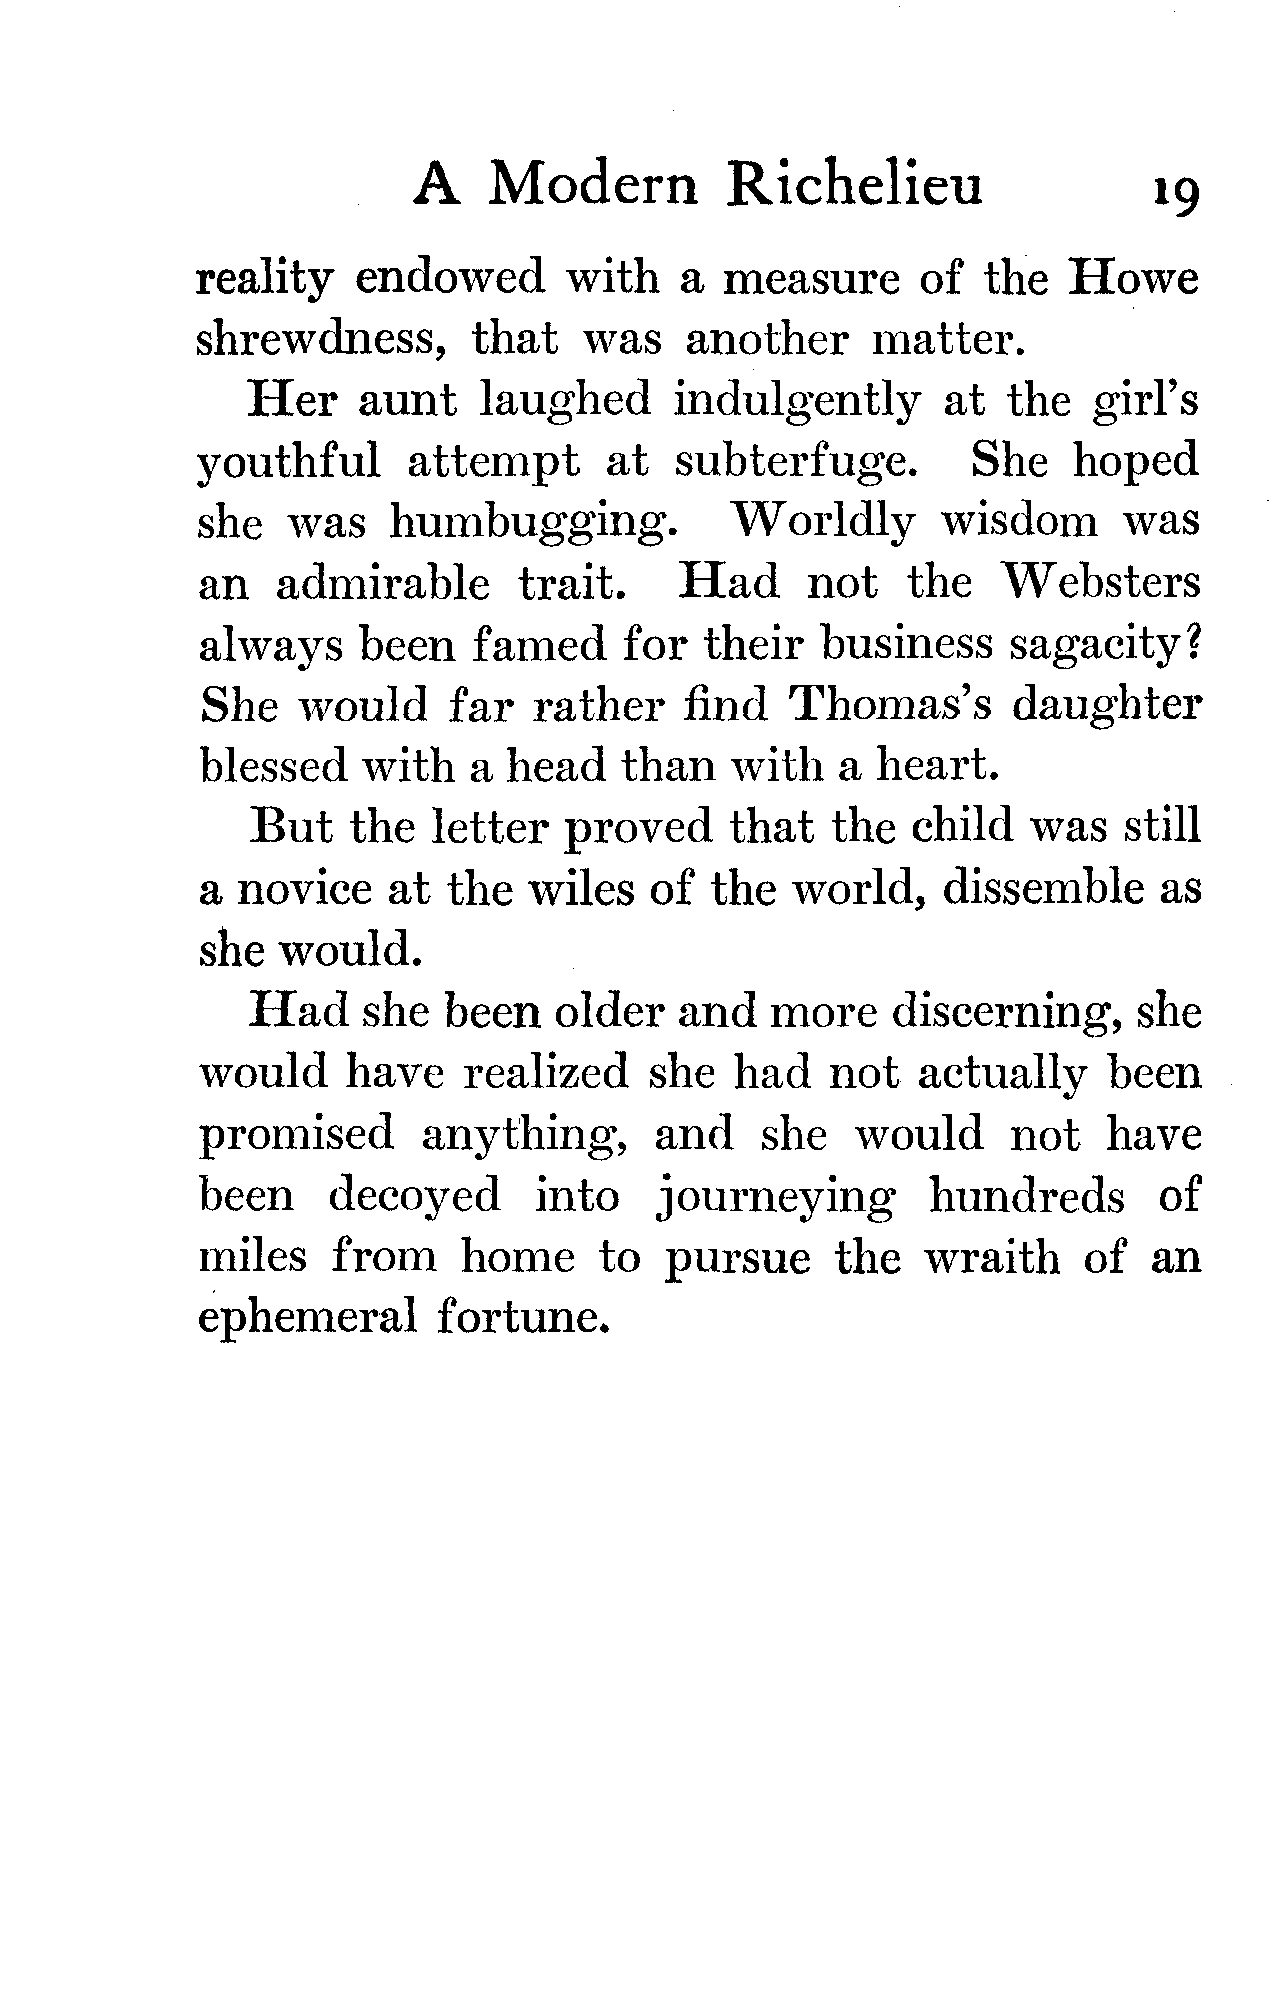 A Modern Richelieu 19
reality endowed with a measure of the Howe
shrewdness, that was another matter.
Her aunt laughed indulgently at the girl's
youthful attempt at subterfuge. She hoped
she was humbugging. Worldly wisdom was
an admirable trait. Had not the Websters
always been famed for their business sagacity?
She would far rather find Thomas's daughter
blessed with a head than with a heart.
But the letter proved that the child was still
a novice at the wiles of the world, dissemble as
she would.
Had she been older and more discerning, she
would have realized she had not actually been
promised anything, and she would not have
been decoyed into journeying hundreds of
miles from home to pursue the wraith of an
ephemeral fortune.